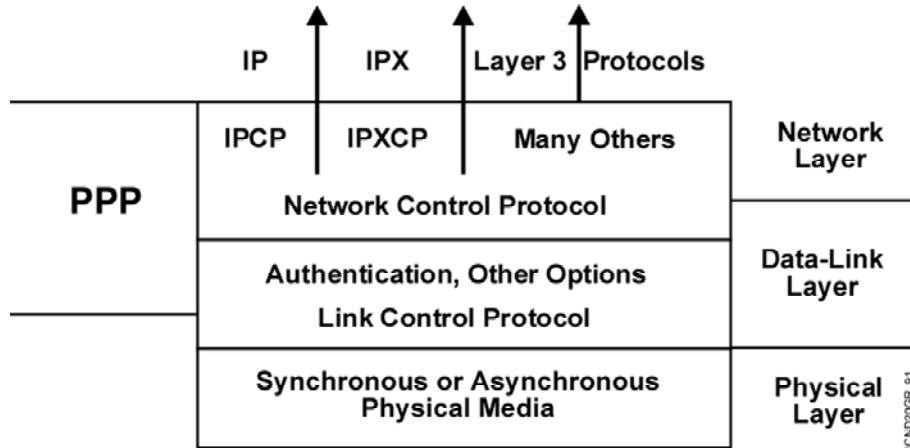 IP IPX Layer 3 Protocols
IPCP IPXCP Many Others
Network Layer
PPP
Network Control Protocol
Authentication, Other Options
Data-Link Layer
Link Control Protocol
Synchronous or Asynchronous
Physical Media
Physical Layer